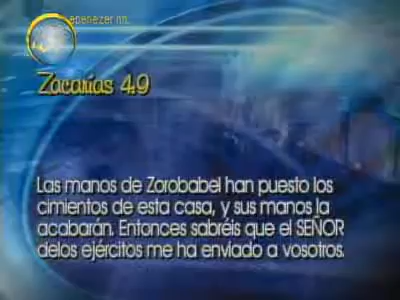 ebenezer nn.
Zacarías 4:9
Las manos de Zorobabel han puesto los
cimientos de esta casa, y sus manos la
acabarán. Entonces sabréis que el SEÑOR
delos ejércitos me ha enviado a vosotros.